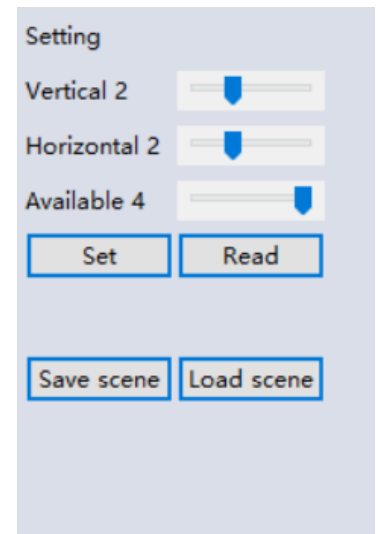 Setting
Vertical 2
Horizontal 2
Available 4
Set Read
Save scene Load scene